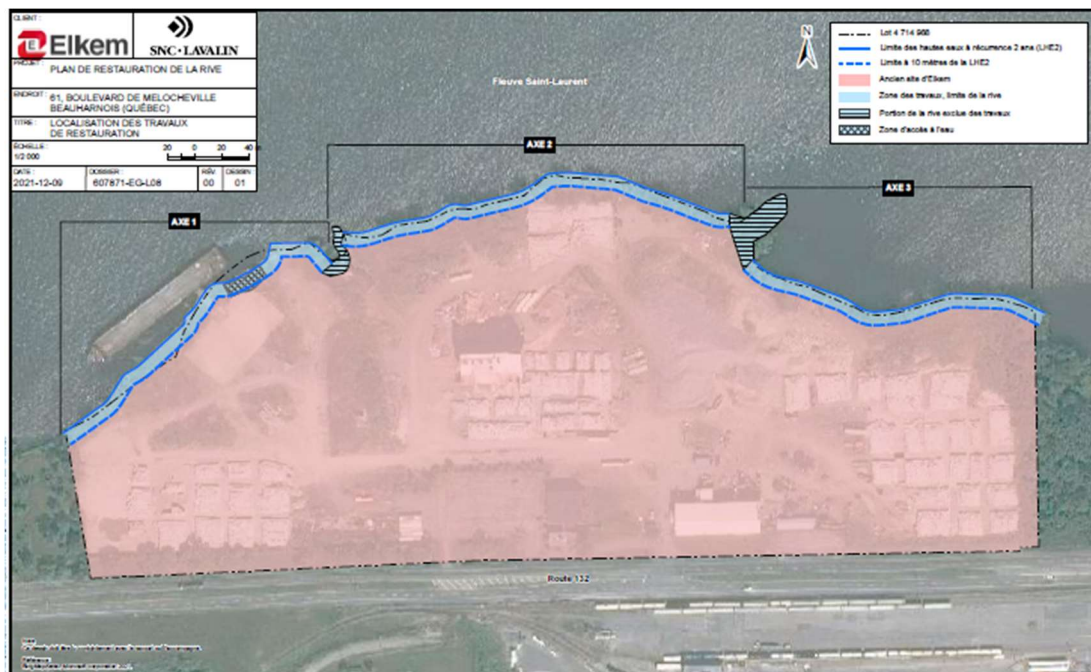 CLIENT :
Elkem
SNC•LAVALIN
PROJET :
PLAN DE RESTAURATION DE LA RIVE
ENDROIT :
61, BOULEVARD DE MELOCHEVILLE
BEAUHARNOIS (QUÉBEC)
TITRE :
LOCALISATION DES TRAVAUX
DE RESTAURATION
ÉCHELLE :
1/2 000
20 0 20 40 m
DATE :
2021-12-09
DOSSIER :
607871-EG-L08
RÉV.
00
DESSIN
01
Fleuve Saint-Laurent
N
Lot 4 714 966
Limite des hautes eaux à récurrence 2 ans (LHE2)
Limite à 10 mètres de la LHE2
Ancien site d'Elkem
Zone des travaux, limite de la rive
Portion de la rive exclue des travaux
Zone d'accès à l'eau
AXE 2
AXE 3
AXE 1
Route 132